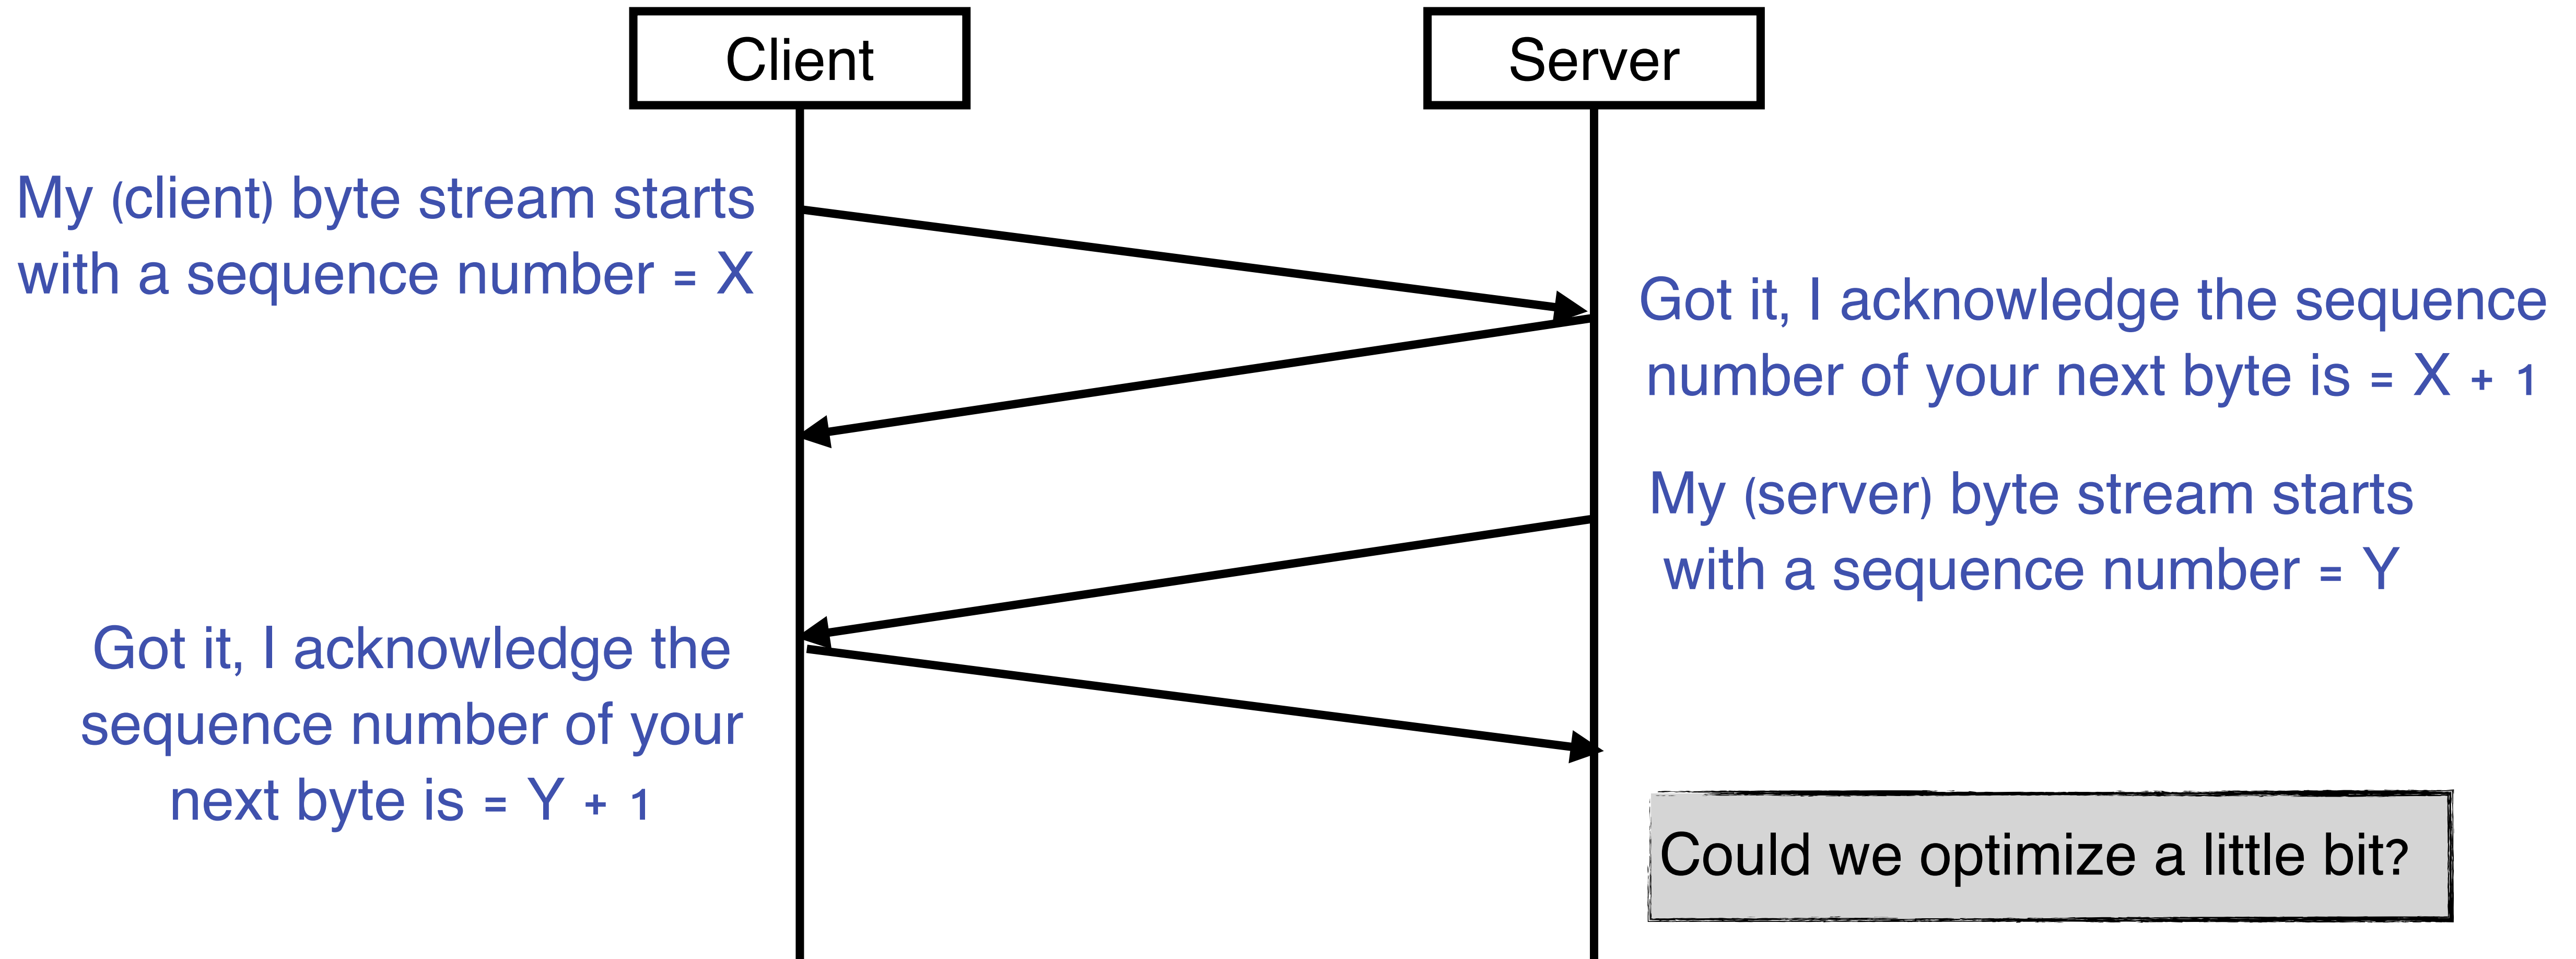 Client
Server
My (client) byte stream starts
with a sequence number = X
Got it, I acknowledge the sequence
number of your next byte is = X + 1
My (server) byte stream starts
with a sequence number = Y
Got it, I acknowledge the
sequence number of your
next byte is = Y + 1
Could we optimize a little bit?